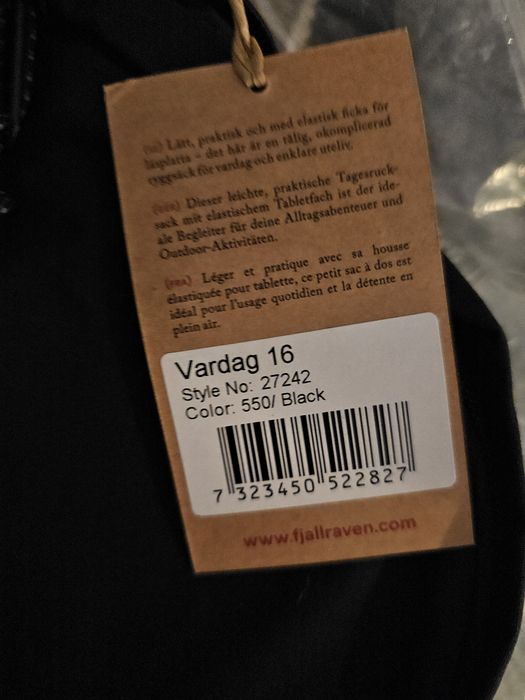 (SE) Lätt, praktisk och med elastisk ficka för
läsplatta – det här är en tålig, okomplicerad
ryggsäck för vardag och enklare uteliv.
(GER) Dieser leichte, praktische Tagesruck-
sack mit elastischem Tabletfach ist der ide-
ale Begleiter für deine Alltagsabenteuer und
Outdoor-Aktivitäten.
(FRA) Léger et pratique avec sa housse
élastiquée pour tablette, ce petit sac à dos est
idéal pour l'usage quotidien et la détente en
plein air.
Vardag 16
Style No: 27242
Color: 550/ Black
7 323450 522827
www.fjallraven.com